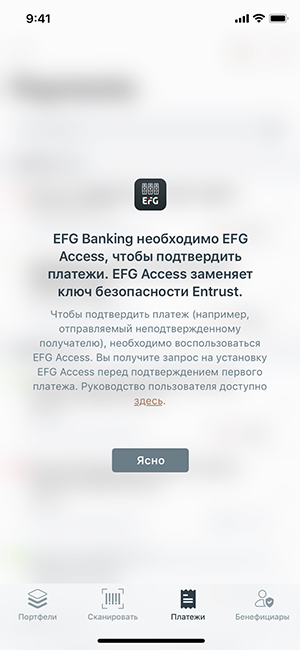 9:41
EFG
EFG Banking необходимо EFG
Access, чтобы подтвердить
платежи. EFG Access заменяет
ключ безопасности Entrust.
Чтобы подтвердить платеж (например,
отправляемый неподтвержденному
получателю), необходимо воспользоваться
EFG Access. Вы получите запрос на установку
EFG Access перед подтверждением первого
платежа. Руководство пользователя доступно
здесь.
Ясно
Портфели Сканировать Платежи Бенефициары